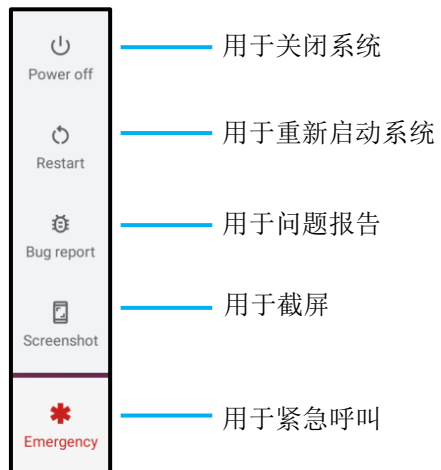 Power off
用于关闭系统
Restart
用于重新启动系统
Bug report
用于问题报告
Screenshot
用于截屏
Emergency
用于紧急呼叫